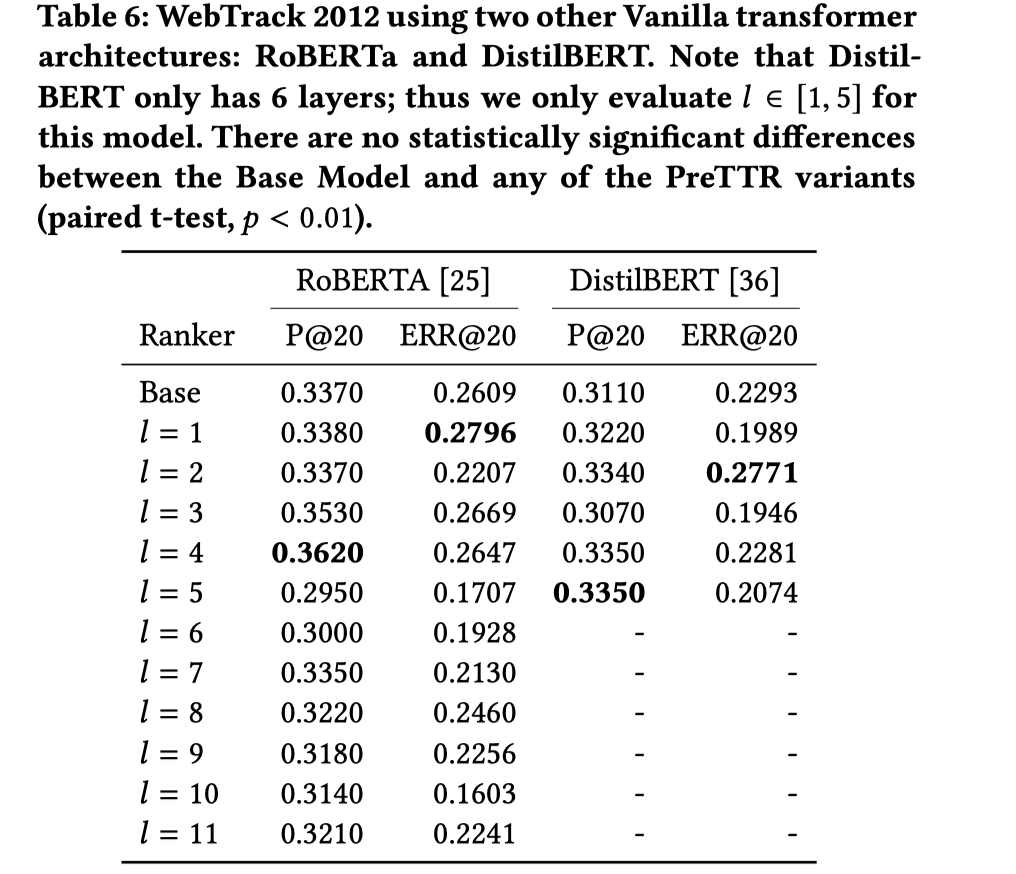 Table 6: WebTrack 2012 using two other Vanilla transformer
architectures: RoBERTa and DistilBERT. Note that Distil-
BERT only has 6 layers; thus we only evaluate l ∈ [1, 5] for
this model. There are no statistically significant differences
between the Base Model and any of the PreTTR variants
(paired t-test, p < 0.01).
RoBERTA [25] DistilBERT [36]
Ranker P@20 ERR@20 P@20 ERR@20
Base 0.3370 0.2609 0.3110 0.2293
l = 1 0.3380 0.2796 0.3220 0.1989
l = 2 0.3370 0.2207 0.3340 0.2771
l = 3 0.3530 0.2669 0.3070 0.1946
l = 4 0.3620 0.2647 0.3350 0.2281
l = 5 0.2950 0.1707 0.3350 0.2074
l = 6 0.3000 0.1928 - -
l = 7 0.3350 0.2130 - -
l = 8 0.3220 0.2460 - -
l = 9 0.3180 0.2256 - -
l = 10 0.3140 0.1603 - -
l = 11 0.3210 0.2241 - -